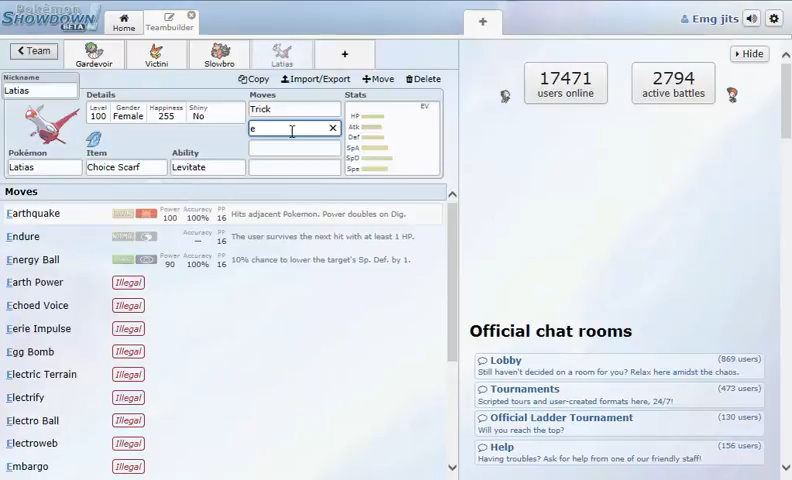 Pokémon
SHOWDOWN
BETA
Home
Teambuilder
+
Emg jits
< Team
Gardevoir
Victini
Slowbro
Latias
+
Hide
Nickname
Latias
Copy
Import/Export
Move
Delete
Details
Level
100
Gender
Female
Happiness
255
Shiny
No
Moves
Trick
e
Stats
EV
HP
Atk
Def
SpA
SpD
Spe
Pokémon
Latias
Item
Choice Scarf
Ability
Levitate
17471
users online
2794
active battles
Moves
Earthquake Power 100 Accuracy 100% PP 16 Hits adjacent Pokemon. Power doubles on Dig.
Endure Accuracy — PP 16 The user survives the next hit with at least 1 HP.
Energy Ball Power 90 Accuracy 100% PP 16 10% chance to lower the target's Sp. Def. by 1.
Earth Power Illegal
Echoed Voice Illegal
Eerie Impulse Illegal
Egg Bomb Illegal
Electric Terrain Illegal
Electrify Illegal
Electro Ball Illegal
Electroweb Illegal
Embargo Illegal
Official chat rooms
Lobby (869 users)
Still haven't decided on a room for you? Relax here amidst the chaos.
Tournaments (473 users)
Scripted tours and user-created formats here, 24/7!
Official Ladder Tournament (130 users)
Will you reach the top?
Help (156 users)
Having troubles? Ask for help from one of our friendly staff!